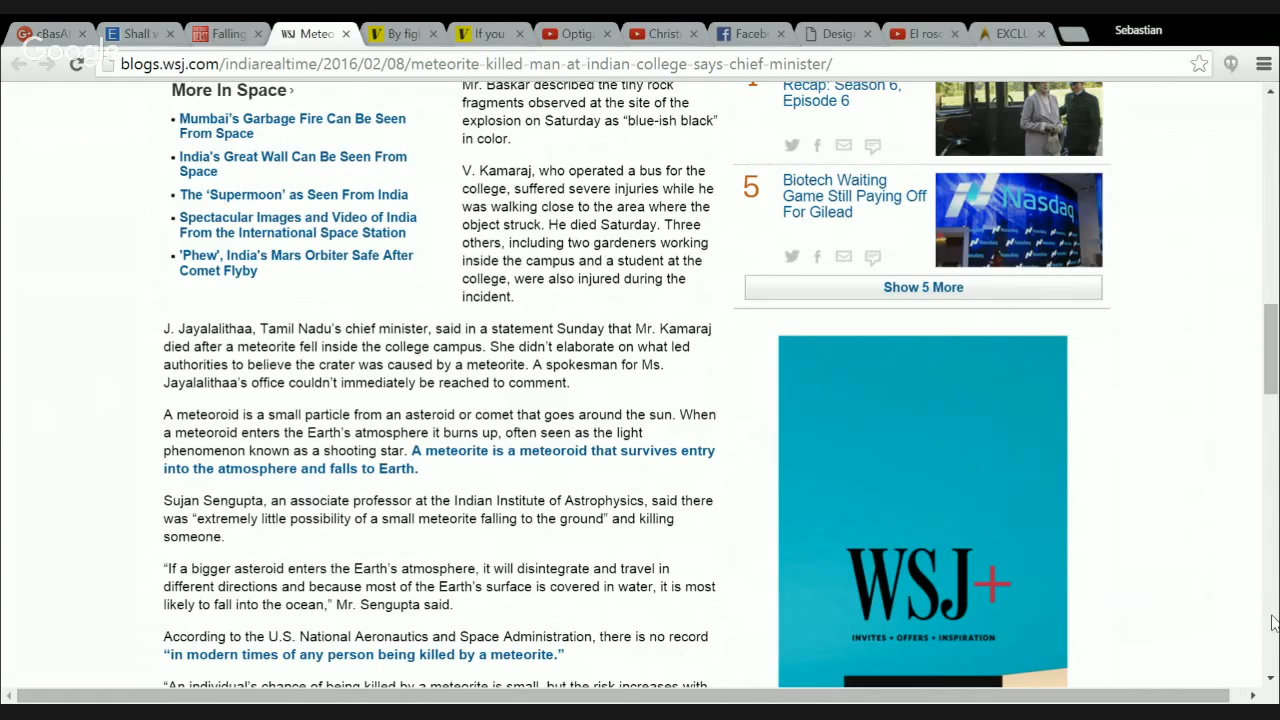 cBasAl
Shall w
Falling
WSJ Meteo
By figl
If you
Optiga
Christ
Facebo
Design
El rosc
EXCLU
Sebastian
Google
blogs.wsj.com/indiarealtime/2016/02/08/meteorite-killed-man-at-indian-college-says-chief-minister/
More In Space ›
Mumbai's Garbage Fire Can Be Seen
From Space
India's Great Wall Can Be Seen From
Space
The ‘Supermoon’ as Seen From India
Spectacular Images and Video of India
From the International Space Station
'Phew', India's Mars Orbiter Safe After
Comet Flyby
Mr. Baskar described the tiny rock
fragments observed at the site of the
explosion on Saturday as “blue-ish black”
in color.
V. Kamaraj, who operated a bus for the
college, suffered severe injuries while he
was walking close to the area where the
object struck. He died Saturday. Three
others, including two gardeners working
inside the campus and a student at the
college, were also injured during the
incident.
J. Jayalalithaa, Tamil Nadu’s chief minister, said in a statement Sunday that Mr. Kamaraj
died after a meteorite fell inside the college campus. She didn’t elaborate on what led
authorities to believe the crater was caused by a meteorite. A spokesman for Ms.
Jayalalithaa’s office couldn’t immediately be reached to comment.
A meteoroid is a small particle from an asteroid or comet that goes around the sun. When
a meteoroid enters the Earth’s atmosphere it burns up, often seen as the light
phenomenon known as a shooting star. A meteorite is a meteoroid that survives entry
into the atmosphere and falls to Earth.
Sujan Sengupta, an associate professor at the Indian Institute of Astrophysics, said there
was “extremely little possibility of a small meteorite falling to the ground” and killing
someone.
“If a bigger asteroid enters the Earth’s atmosphere, it will disintegrate and travel in
different directions and because most of the Earth’s surface is covered in water, it is most
likely to fall into the ocean,” Mr. Sengupta said.
According to the U.S. National Aeronautics and Space Administration, there is no record
“in modern times of any person being killed by a meteorite.”
“An individual’s chance of being killed by a meteorite is small, but the risk increases with
Recap: Season 6,
Episode 6
5
Biotech Waiting
Game Still Paying Off
For Gilead
Nasdaq
Show 5 More
WSJ+
INVITES • OFFERS • INSPIRATION